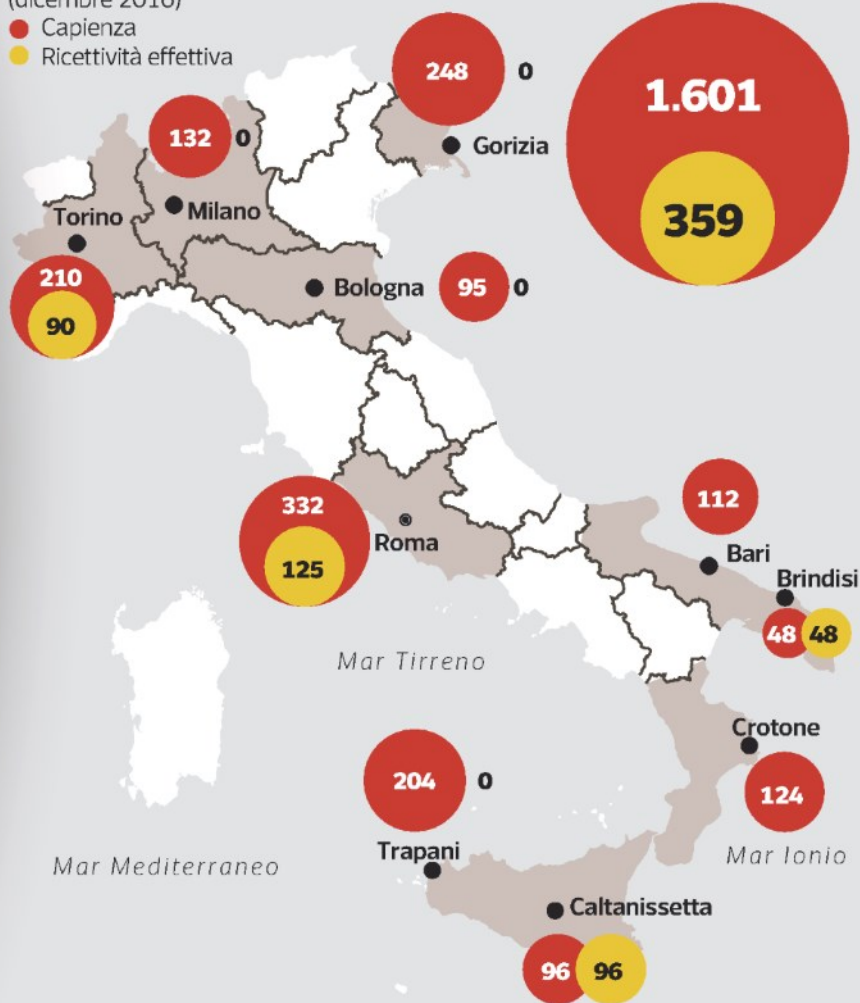 (dicembre 2016)
Capienza
Ricettività effettiva
248 0
1.601
359
132 0
Gorizia
Torino
Milano
210
90
Bologna
95 0
332
125
Roma
112
Bari
Brindisi
48 48
Mar Tirreno
Crotone
124
204 0
Trapani
Mar Mediterraneo
Mar Ionio
Caltanissetta
96 96